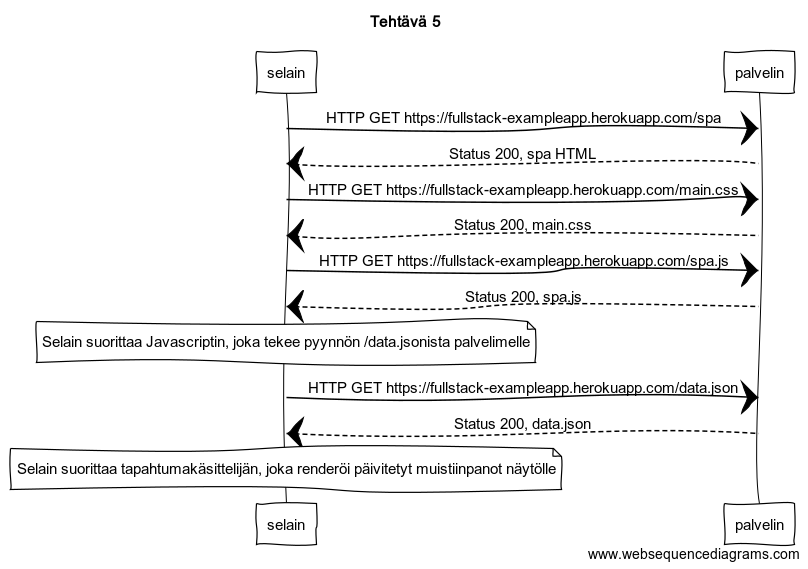 Tehtävä 5
selain
palvelin
HTTP GET https://fullstack-exampleapp.herokuapp.com/spa
Status 200, spa HTML
HTTP GET https://fullstack-exampleapp.herokuapp.com/main.css
Status 200, main.css
HTTP GET https://fullstack-exampleapp.herokuapp.com/spa.js
Status 200, spa.js
Selain suorittaa Javascriptin, joka tekee pyynnön /data.jsonista palvelimelle
HTTP GET https://fullstack-exampleapp.herokuapp.com/data.json
Status 200, data.json
Selain suorittaa tapahtumakäsittelijän, joka renderöi päivitetyt muistiinpanot näytölle
selain
palvelin
www.websequencediagrams.com